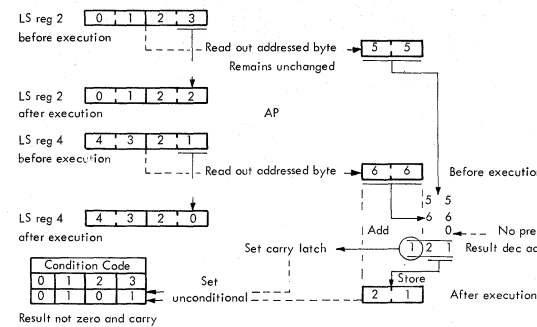 LS reg 2 0 1 2 3
before execution
Read out addressed byte 5 5
Remains unchanged
LS reg 2 0 1 2 2
after execution
AP
LS reg 4 4 3 2 1
before execution
Read out addressed byte 6 6
Before execution
5 5
6 6
LS reg 4 4 3 2 0
after execution
Add
0
No pre
Set carry latch
1 2 1
Result dec ad
Condition Code
0 1 2 3
0 1 0 1
Set
unconditional
Store
2 1
After execution
Result not zero and carry